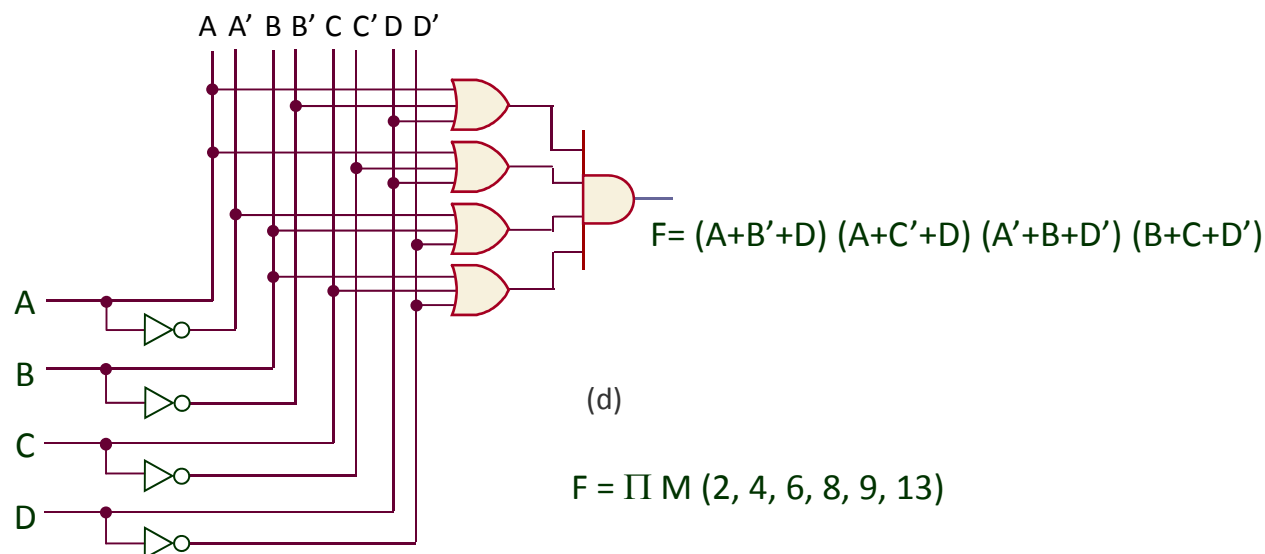 A A’ B B’ C C’ D D’
F= (A+B’+D) (A+C’+D) (A’+B+D’) (B+C+D’)
A
B
(d)
C
F = Π M (2, 4, 6, 8, 9, 13)
D